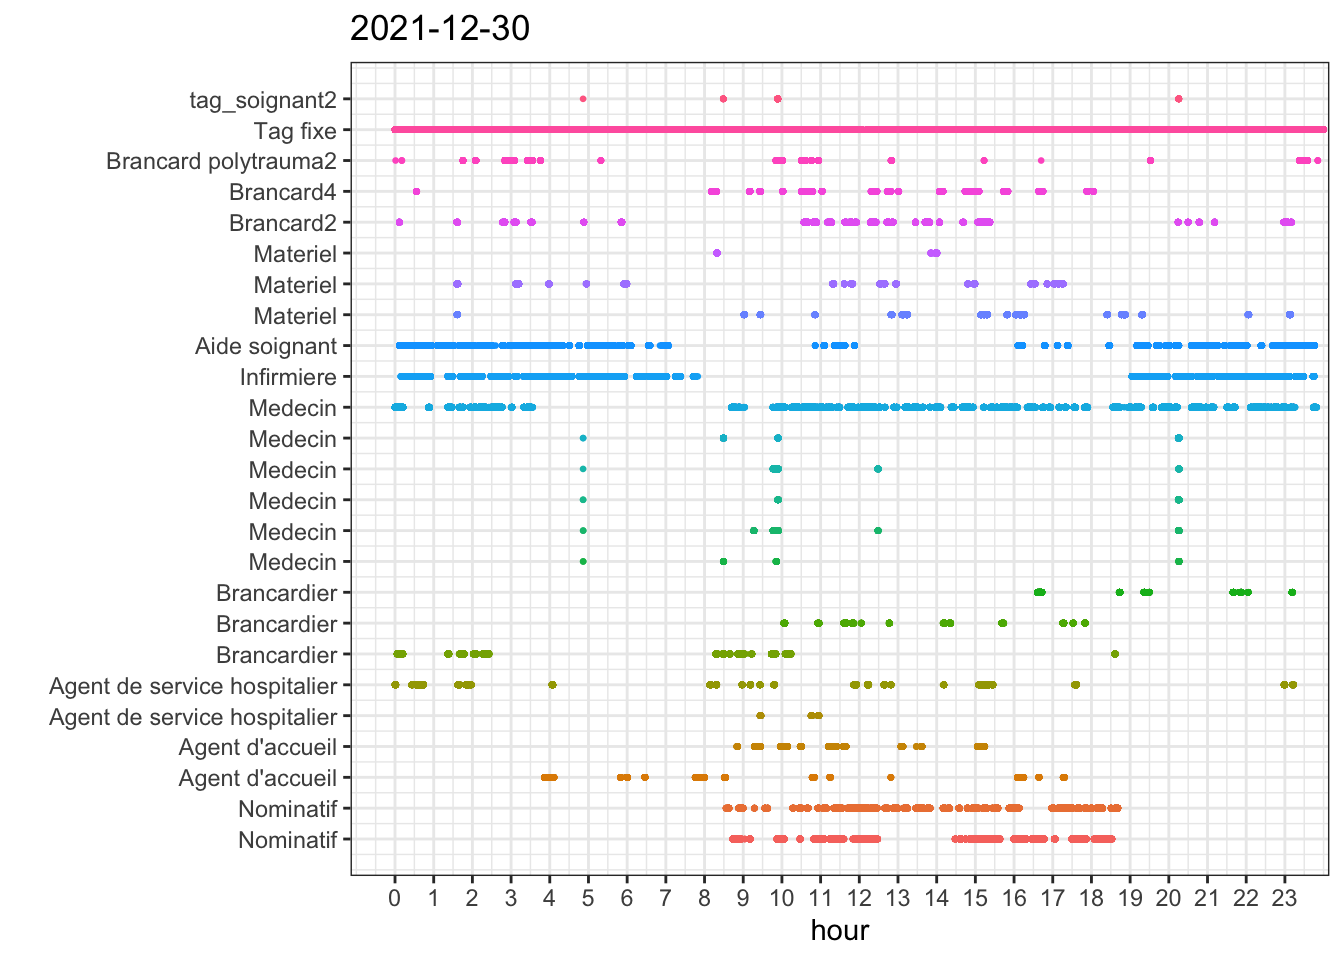 2021-12-30
tag_soignant2
Tag fixe
Brancard polytrauma2
Brancard4
Brancard2
Materiel
Materiel
Materiel
Aide soignant
Infirmiere
Medecin
Medecin
Medecin
Medecin
Medecin
Medecin
Brancardier
Brancardier
Brancardier
Agent de service hospitalier
Agent de service hospitalier
Agent d'accueil
Agent d'accueil
Nominatif
Nominatif
0 1 2 3 4 5 6 7 8 9 10 11 12 13 14 15 16 17 18 19 20 21 22 23
hour